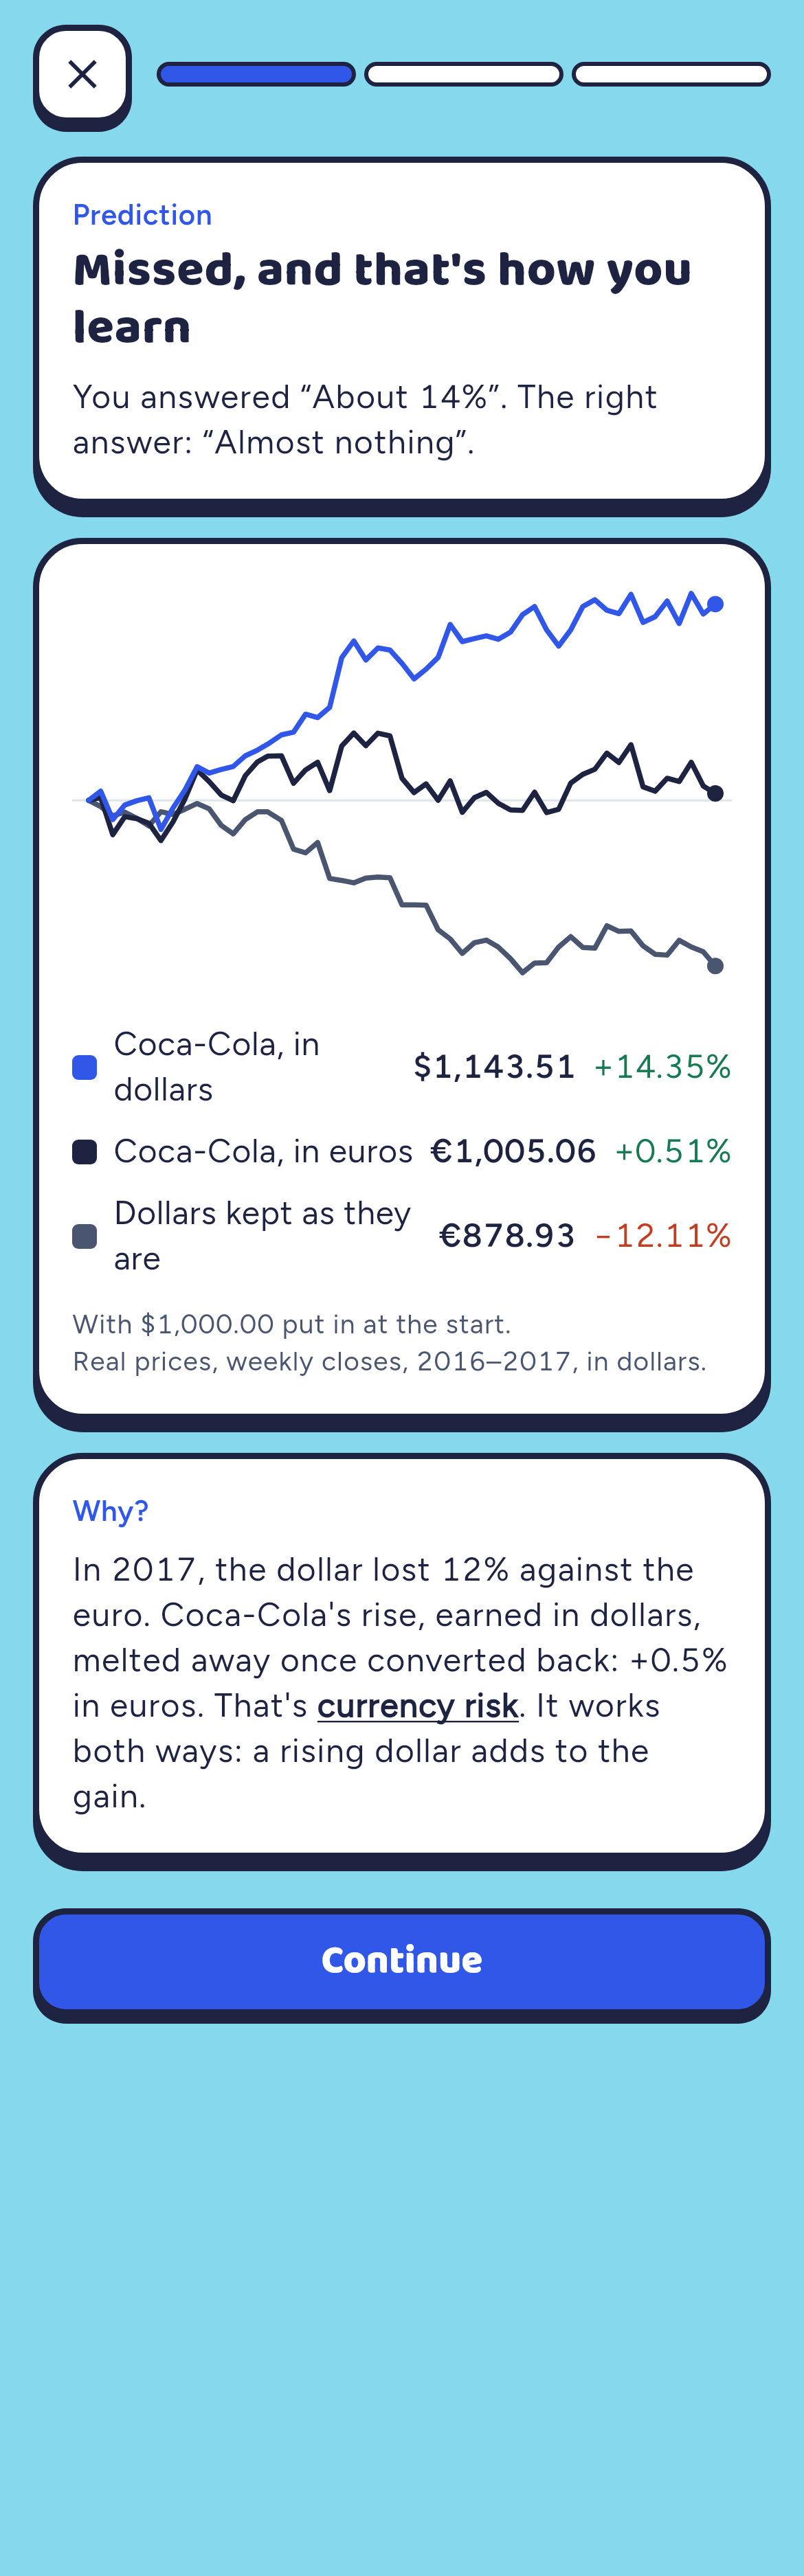 Prediction
Missed, and that's how you
learn
You answered “About 14%”. The right
answer: “Almost nothing”.
Coca-Cola, in
dollars
$1,143.51 +14.35%
Coca-Cola, in euros €1,005.06 +0.51%
Dollars kept as they
are
€878.93 −12.11%
With $1,000.00 put in at the start.
Real prices, weekly closes, 2016–2017, in dollars.
Why?
In 2017, the dollar lost 12% against the
euro. Coca-Cola's rise, earned in dollars,
melted away once converted back: +0.5%
in euros. That's currency risk. It works
both ways: a rising dollar adds to the
gain.
Continue